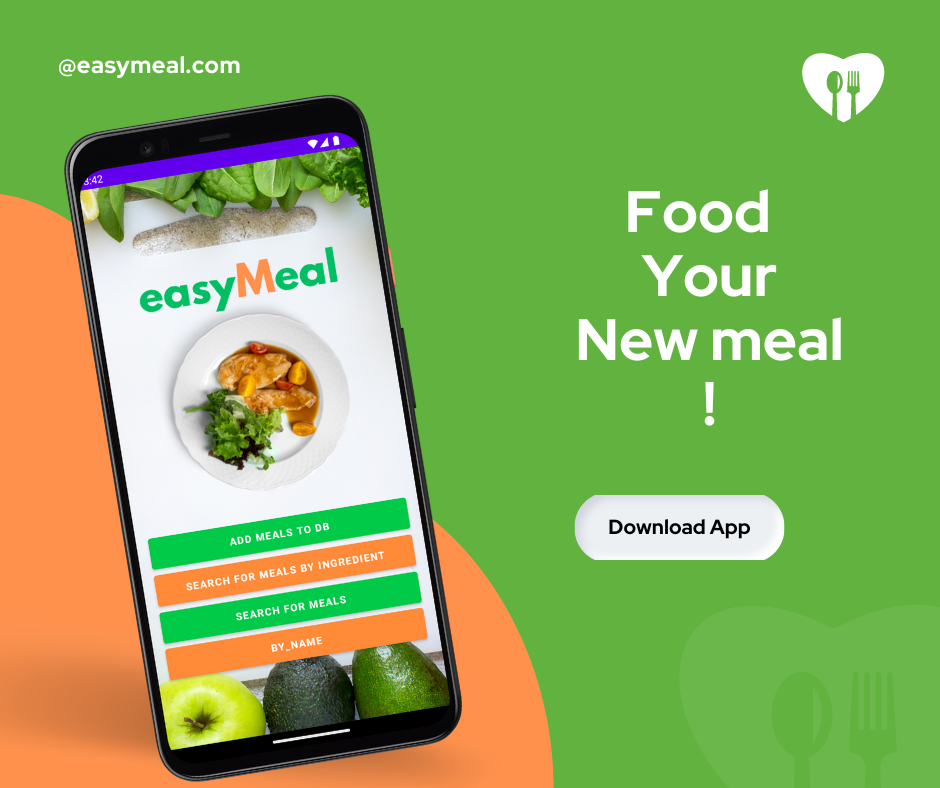 @easymeal.com
3:42
easyMeal
ADD MEALS TO DB
SEARCH FOR MEALS BY INGREDIENT
SEARCH FOR MEALS
BY_NAME
Food
Your
New meal
!
Download App